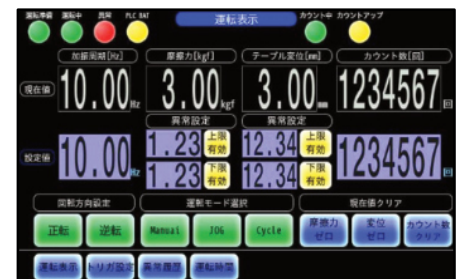 運転準備 運転中 異常 PLC BAT 運転表示 カウント中 カウントアップ
加振周期[Hz] 摩擦力[kgf] テーブル変位[mm] カウント数[回]
現在値 10.00 Hz 3.00 kgf 3.00 mm 1234567 回
異常設定 異常設定
設定値 10.00 Hz 1.23 上限有効 12.34 上限有効 1234567 回
1.23 下限有効 12.34 下限有効
回転方向設定 運転モード選択 現在値クリア
正転 逆転 Manual JOG Cycle 摩擦力ゼロ 変位ゼロ カウント数クリア
運転表示 トリガ設定 異常履歴 運転時間